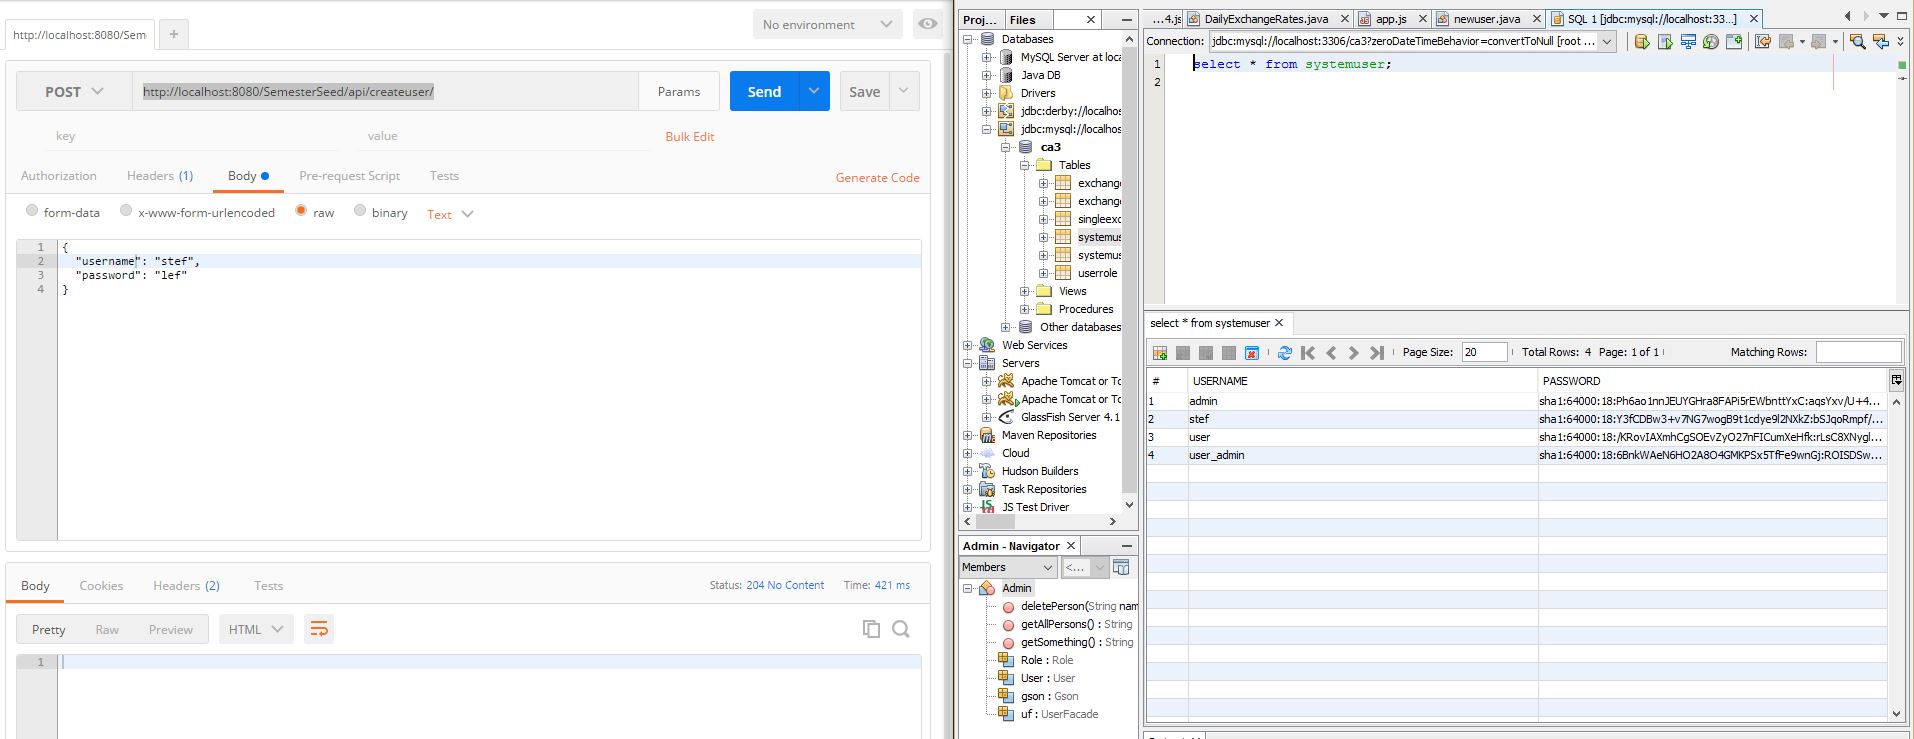 http://localhost:8080/Sem
+
No environment
POST
http://localhost:8080/SemesterSeed/api/createuser/
Params
Send
Save
key
value
Bulk Edit
Authorization
Headers (1)
Body
Pre-request Script
Tests
Generate Code
form-data
x-www-form-urlencoded
raw
binary
Text
1 {
2 "username": "stef",
3 "password": "lef"
4 }
Body
Cookies
Headers (2)
Tests
Status: 204 No Content
Time: 421 ms
Pretty
Raw
Preview
HTML
1
Proj...
Files
Databases
MySQL Server at loca
Java DB
Drivers
jdbc:derby://localhos
jdbc:mysql://localhos
ca3
Tables
exchang
exchang
singleexc
systemus
systemus
userrole
Views
Procedures
Other databases
Web Services
Servers
Apache Tomcat or To
Apache Tomcat or To
GlassFish Server 4.1
Maven Repositories
Cloud
Hudson Builders
Task Repositories
JS Test Driver
Admin - Navigator
Members
<...
Admin
deletePerson(String nam
getAllPersons() : String
getSomething() : String
Role : Role
User : User
gson : Gson
uf : UserFacade
...4.js
DailyExchangeRates.java
app.js
newuser.java
SQL 1 [jdbc:mysql://localhost:33...]
Connection:
jdbc:mysql://localhost:3306/ca3?zeroDateTimeBehavior=convertToNull [root ...
1 select * from systemuser;
2
select * from systemuser
Page Size: 20
Total Rows: 4
Page: 1 of 1
Matching Rows:
# USERNAME PASSWORD
1 admin sha1:64000:18:Ph6ao1nnJEUYGHra8FAPi5rEWbnttYxC:aqsYxv/U+4...
2 stef sha1:64000:18:Y3fCDBw3+v7NG7wogB9t1cdye9l2NXkZ:bSJqoRmpf/...
3 user sha1:64000:18:/KRovIAXmhCgSOEvZyO27nFICumXeHfk:rLsC8XNygl...
4 user_admin sha1:64000:18:6BnkWAeN6HO2A8O4GMKPSx5TfFe9wnGj:ROISDSw...